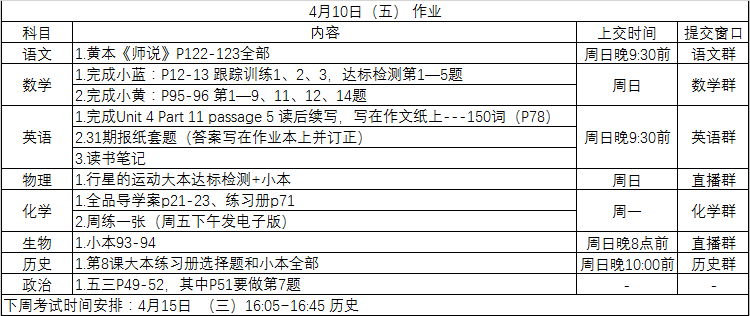 4月10日（五）作业
科目 内容 上交时间 提交窗口
语文 1.黄本《师说》P122-123全部 周日晚9:30前 语文群
数学 1.完成小蓝：P12-13 跟踪训练1、2、3，达标检测第1—5题 周日 数学群
2.完成小黄：P95-96 第1—9、11、12、14题
英语 1.完成Unit 4 Part 11 passage 5 读后续写，写在作文纸上---150词（P78） 周日晚9:30前 英语群
2.31期报纸套题（答案写在作业本上并订正）
3.读书笔记
物理 1.行星的运动大本达标检测+小本 周日 直播群
化学 1.全品导学案p21-23、练习册p71 周一 化学群
2.周练一张（周五下午发电子版）
生物 1.小本93-94 周日晚8点前 直播群
历史 1.第8课大本练习册选择题和小本全部 周日晚10:00前 历史群
政治 1.五三P49-52，其中P51要做第7题 - -
下周考试时间安排：4月15日 （三）16:05-16:45 历史